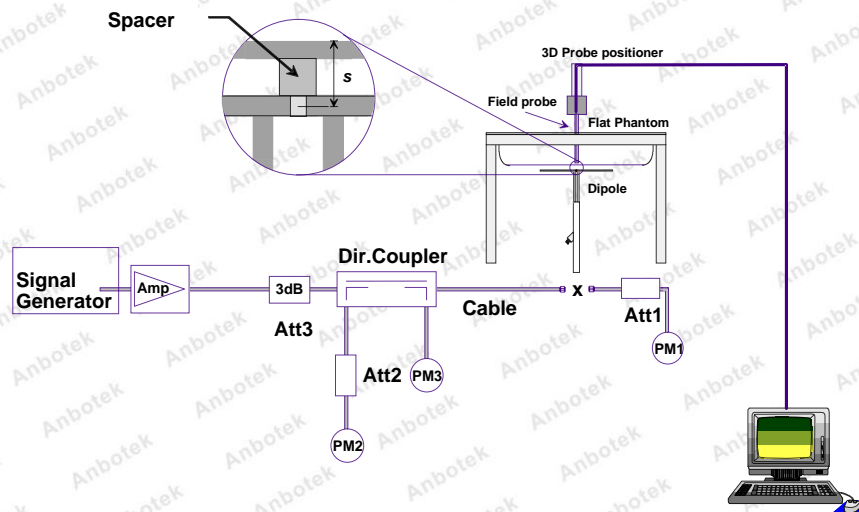 Spacer
s
3D Probe positioner
Field probe
Flat Phantom
Dipole
Signal
Generator
Amp
3dB
Att3
Dir.Coupler
Cable
x
Att1
PM1
Att2
PM3
PM2
Anbotek